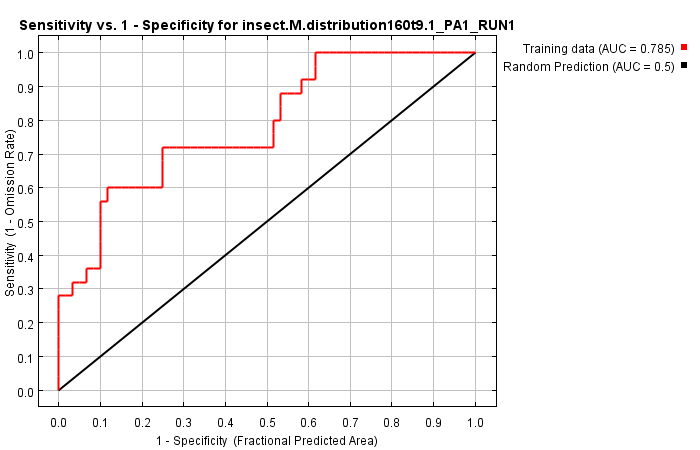 Sensitivity vs. 1 - Specificity for insect.M.distribution160t9.1_PA1_RUN1
Training data (AUC = 0.785)
Random Prediction (AUC = 0.5)
Sensitivity (1 - Omission Rate)
1.0
0.9
0.8
0.7
0.6
0.5
0.4
0.3
0.2
0.1
0.0
0.0 0.1 0.2 0.3 0.4 0.5 0.6 0.7 0.8 0.9 1.0
1 - Specificity (Fractional Predicted Area)